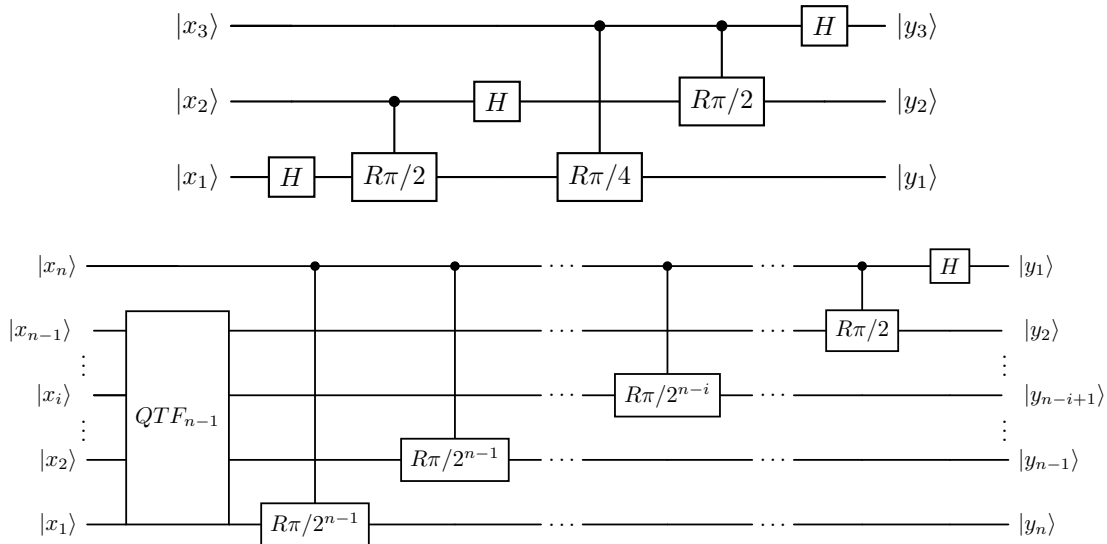 |x₃⟩ H |y₃⟩
|x₂⟩ H Rπ/2 |y₂⟩
|x₁⟩ H Rπ/2 Rπ/4 |y₁⟩
|xₙ⟩ ··· ··· H |y₁⟩
|xₙ₋₁⟩ ··· ··· Rπ/2 |y₂⟩
⋮ ⋮
|xᵢ⟩ QTFₙ₋₁ ··· Rπ/2ⁿ⁻ⁱ ··· |yₙ₋ᵢ₊₁⟩
⋮ ⋮
|x₂⟩ Rπ/2ⁿ⁻¹ ··· ··· |yₙ₋₁⟩
|x₁⟩ Rπ/2ⁿ⁻¹ ··· ··· |yₙ⟩